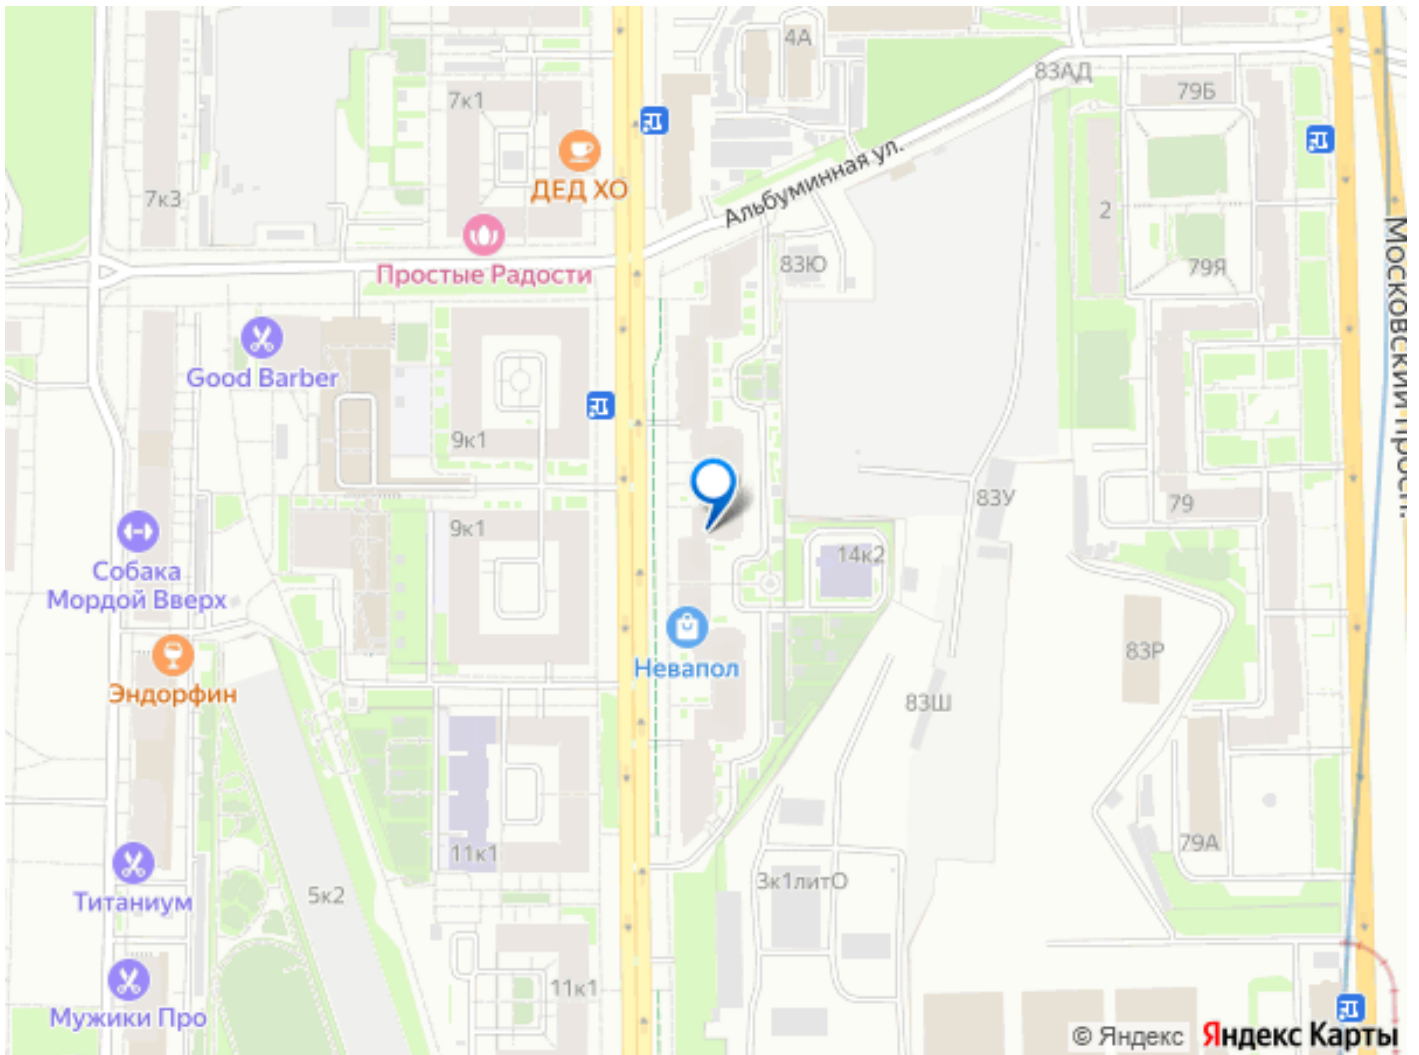 4А
83АД
79Б
7к1
ДЕД ХО
Альбуминная ул.
7к3
2
Простые Радости
83Ю
79Я
Московский просп.
Good Barber
9к1
83У
79
9к1
14к2
Собака
Мордой Вверх
Невапол
83Р
Эндорфин
83Ш
11к1
79А
Титаниум
5к2
3к1литО
11к1
Мужики Про
© Яндекс Яндекс Карты